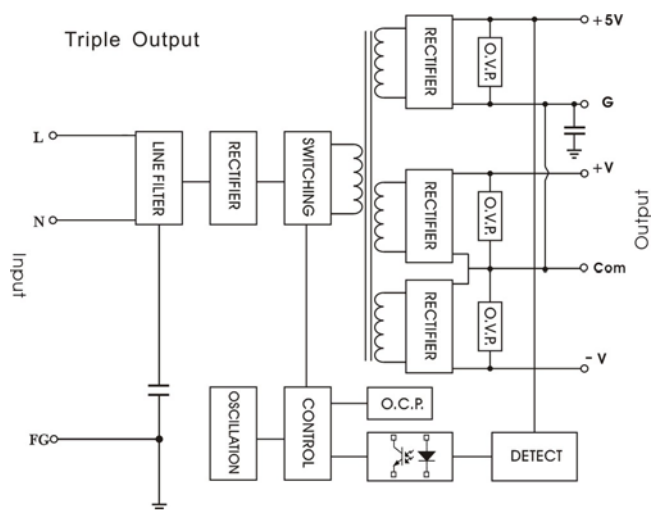 Triple Output
Input
L
N
FG
LINE FILTER
RECTIFIER
SWITCHING
OSCILLATION
CONTROL
O.C.P.
DETECT
RECTIFIER
O.V.P.
RECTIFIER
O.V.P.
RECTIFIER
O.V.P.
+5V
G
+V
Com
- V
Output